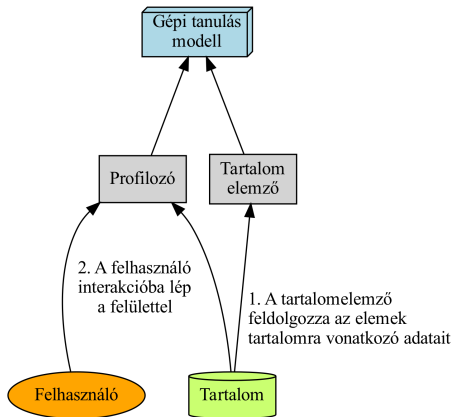 Gépi tanulás
modell
Profilozó
Tartalom
elemző
2. A felhasználó
interakcióba lép
a felülettel
1. A tartalomelemző
feldolgozza az elemek
tartalomra vonatkozó adatait
Felhasználó
Tartalom